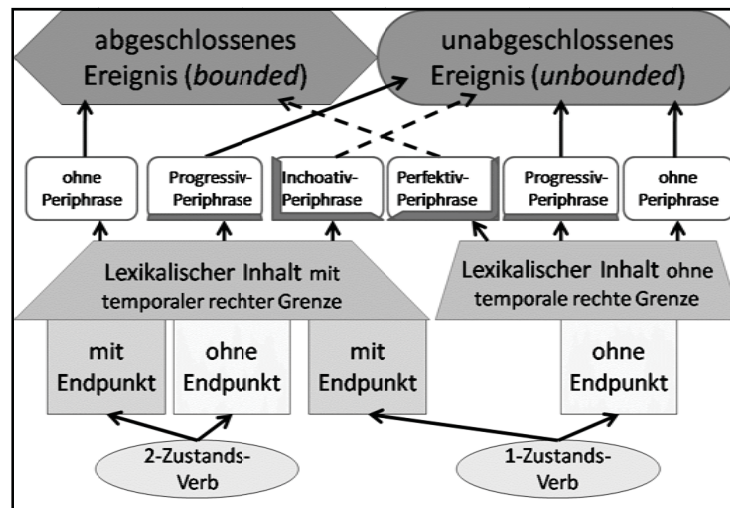 abgeschlossenes
Ereignis (bounded)
unabgeschlossenes
Ereignis (unbounded)
ohne
Periphrase
Progressiv-
Periphrase
Inchoativ-
Periphrase
Perfektiv-
Periphrase
Progressiv-
Periphrase
ohne
Periphrase
Lexikalischer Inhalt mit
temporaler rechter Grenze
Lexikalischer Inhalt ohne
temporale rechte Grenze
mit
Endpunkt
ohne
Endpunkt
mit
Endpunkt
ohne
Endpunkt
2-Zustands-
Verb
1-Zustands-
Verb